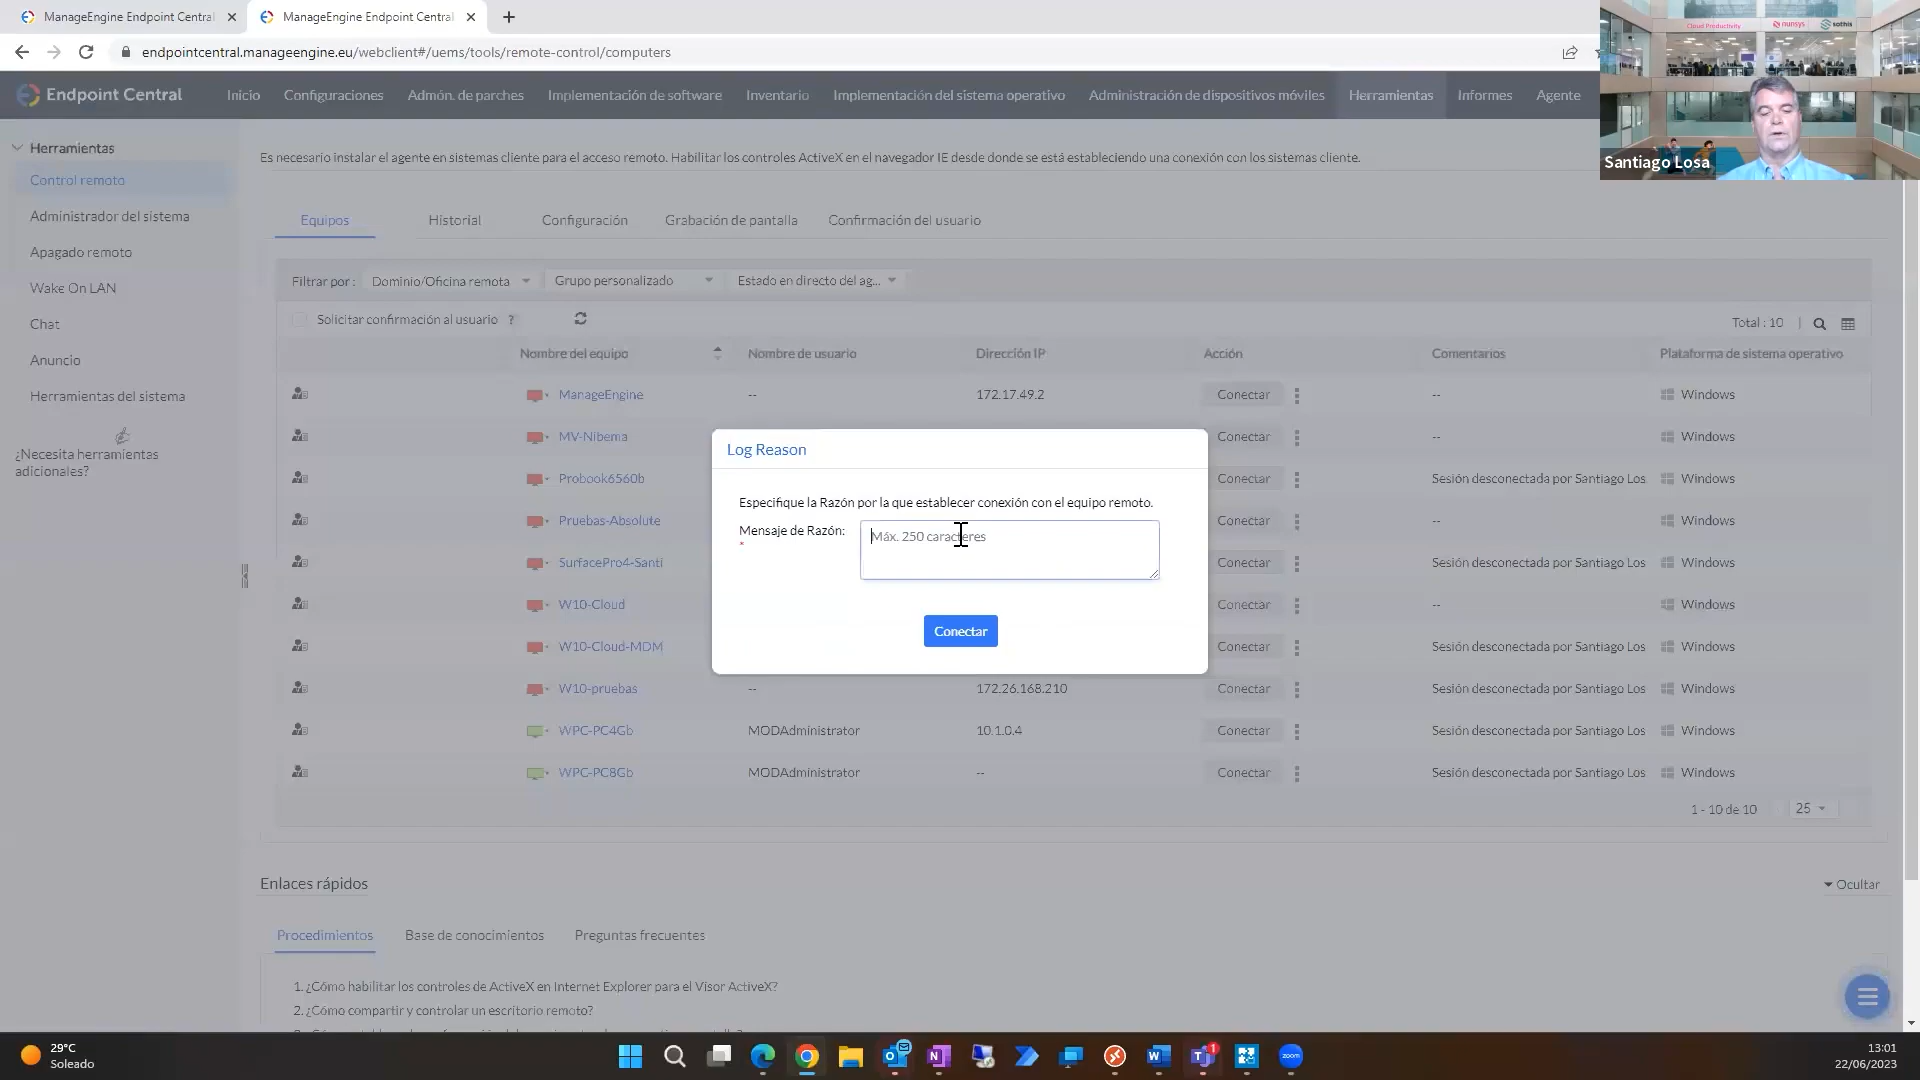 ManageEngine Endpoint Central
ManageEngine Endpoint Central
endpointcentral.manageengine.eu/webclient#/uems/tools/remote-control/computers
Cloud Productivity
nunsys
sothis
Santiago Losa
Endpoint Central
Inicio
Configuraciones
Admón. de parches
Implementación de software
Inventario
Implementación del sistema operativo
Administración de dispositivos móviles
Herramientas
Informes
Agente
Herramientas
Control remoto
Administrador del sistema
Apagado remoto
Wake On LAN
Chat
Anuncio
Herramientas del sistema
¿Necesita herramientas
adicionales?
Es necesario instalar el agente en sistemas cliente para el acceso remoto. Habilitar los controles ActiveX en el navegador IE desde donde se está estableciendo una conexión con los sistemas cliente.
Equipos
Historial
Configuración
Grabación de pantalla
Confirmación del usuario
Filtrar por :
Dominio/Oficina remota
Grupo personalizado
Estado en directo del ag...
Solicitar confirmación al usuario ?
Total : 10
Nombre del equipo
Nombre de usuario
Dirección IP
Acción
Comentarios
Plataforma de sistema operativo
ManageEngine -- 172.17.49.2 Conectar -- Windows
MV-Nibema Conectar -- Windows
Probook6560b Conectar Sesión desconectada por Santiago Los Windows
Pruebas-Absolute Conectar Sesión desconectada por Santiago Los Windows
SurfacePro4-Santi Conectar Sesión desconectada por Santiago Los Windows
W10-Cloud Conectar -- Windows
W10-Cloud-MDM Conectar Sesión desconectada por Santiago Los Windows
W10-pruebas -- 172.26.168.210 Conectar Sesión desconectada por Santiago Los Windows
WPC-PC4Gb MODAdministrator 10.1.0.4 Conectar Sesión desconectada por Santiago Los Windows
WPC-PC8Gb MODAdministrator -- Conectar Sesión desconectada por Santiago Los Windows
1 - 10 de 10
25
Log Reason
Especifique la Razón por la que establecer conexión con el equipo remoto.
Mensaje de Razón:
*
Máx. 250 caracteres
Conectar
Enlaces rápidos
Ocultar
Procedimientos
Base de conocimientos
Preguntas frecuentes
1. ¿Cómo habilitar los controles de ActiveX en Internet Explorer para el Visor ActiveX?
2. ¿Cómo compartir y controlar un escritorio remoto?
29°C
Soleado
zoom
1
13:01
22/06/2023